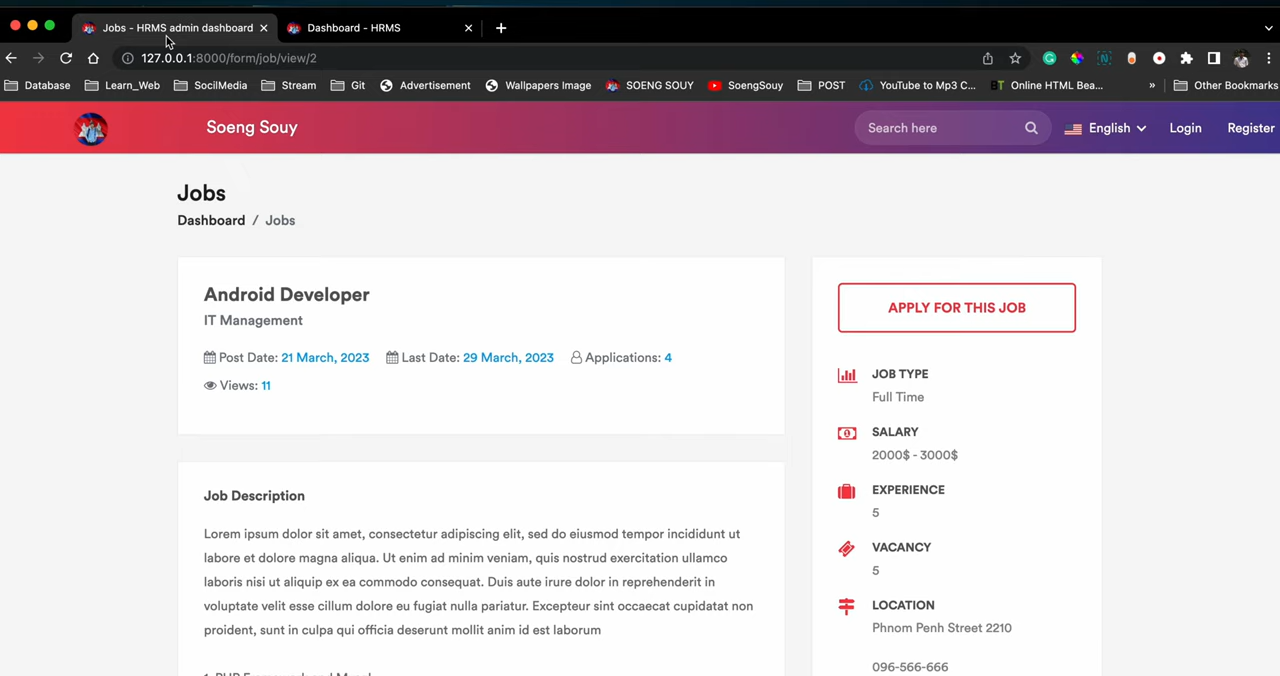 Jobs - HRMS admin dashboard
Dashboard - HRMS
127.0.0.1:8000/form/job/view/2
Database Learn_Web SocilMedia Stream Git Advertisement Wallpapers Image SOENG SOUY SoengSouy POST YouTube to Mp3 C... BT Online HTML Bea... » Other Bookmarks
Soeng Souy Search here English Login Register
Jobs
Dashboard / Jobs
Android Developer
IT Management
Post Date: 21 March, 2023 Last Date: 29 March, 2023 Applications: 4
Views: 11
Job Description
Lorem ipsum dolor sit amet, consectetur adipiscing elit, sed do eiusmod tempor incididunt ut
labore et dolore magna aliqua. Ut enim ad minim veniam, quis nostrud exercitation ullamco
laboris nisi ut aliquip ex ea commodo consequat. Duis aute irure dolor in reprehenderit in
voluptate velit esse cillum dolore eu fugiat nulla pariatur. Excepteur sint occaecat cupidatat non
proident, sunt in culpa qui officia deserunt mollit anim id est laborum
APPLY FOR THIS JOB
JOB TYPE
Full Time
SALARY
2000$ - 3000$
EXPERIENCE
5
VACANCY
5
LOCATION
Phnom Penh Street 2210
096-566-666